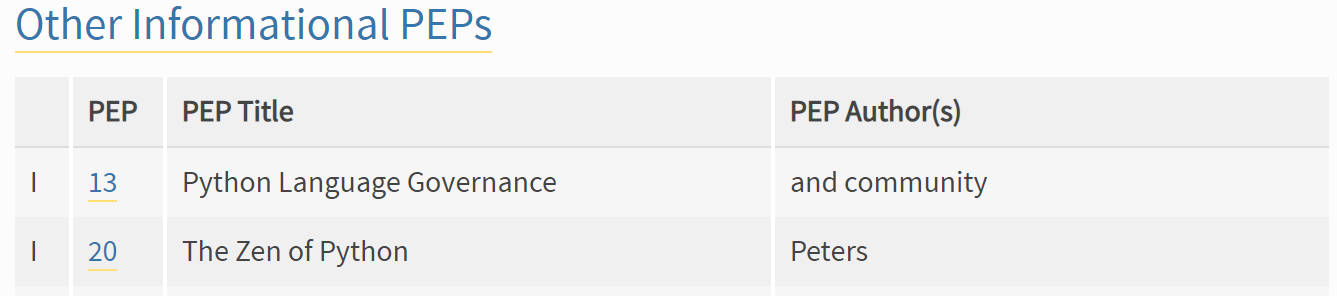 Other Informational PEPs
PEP PEP Title PEP Author(s)
I 13 Python Language Governance and community
I 20 The Zen of Python Peters